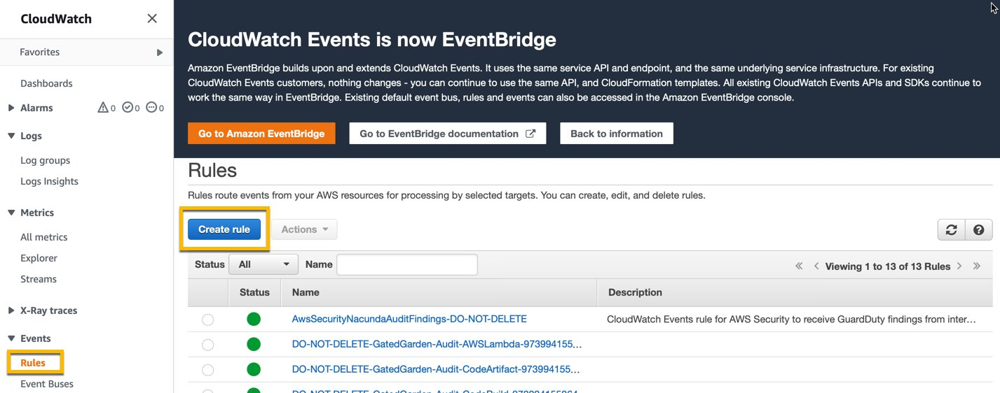 CloudWatch
Favorites
Dashboards
Alarms 0 0 0
Logs
Log groups
Logs Insights
Metrics
All metrics
Explorer
Streams
X-Ray traces
Events
Rules
Event Buses
CloudWatch Events is now EventBridge
Amazon EventBridge builds upon and extends CloudWatch Events. It uses the same service API and endpoint, and the same underlying service infrastructure. For existing
CloudWatch Events customers, nothing changes - you can continue to use the same API, and CloudFormation templates. All existing CloudWatch Events APIs and SDKs continue to
work the same way in EventBridge. Existing default event bus, rules and events can also be accessed in the Amazon EventBridge console.
Go to Amazon EventBridge Go to EventBridge documentation Back to information
Rules
Rules route events from your AWS resources for processing by selected targets. You can create, edit, and delete rules.
Create rule Actions
Status All Name « < Viewing 1 to 13 of 13 Rules > »
Status Name Description
AwsSecurityNacundaAuditFindings-DO-NOT-DELETE CloudWatch Events rule for AWS Security to receive GuardDuty findings from inter...
DO-NOT-DELETE-GatedGarden-Audit-AWSLambda-973994155...
DO-NOT-DELETE-GatedGarden-Audit-CodeArtifact-973994155...